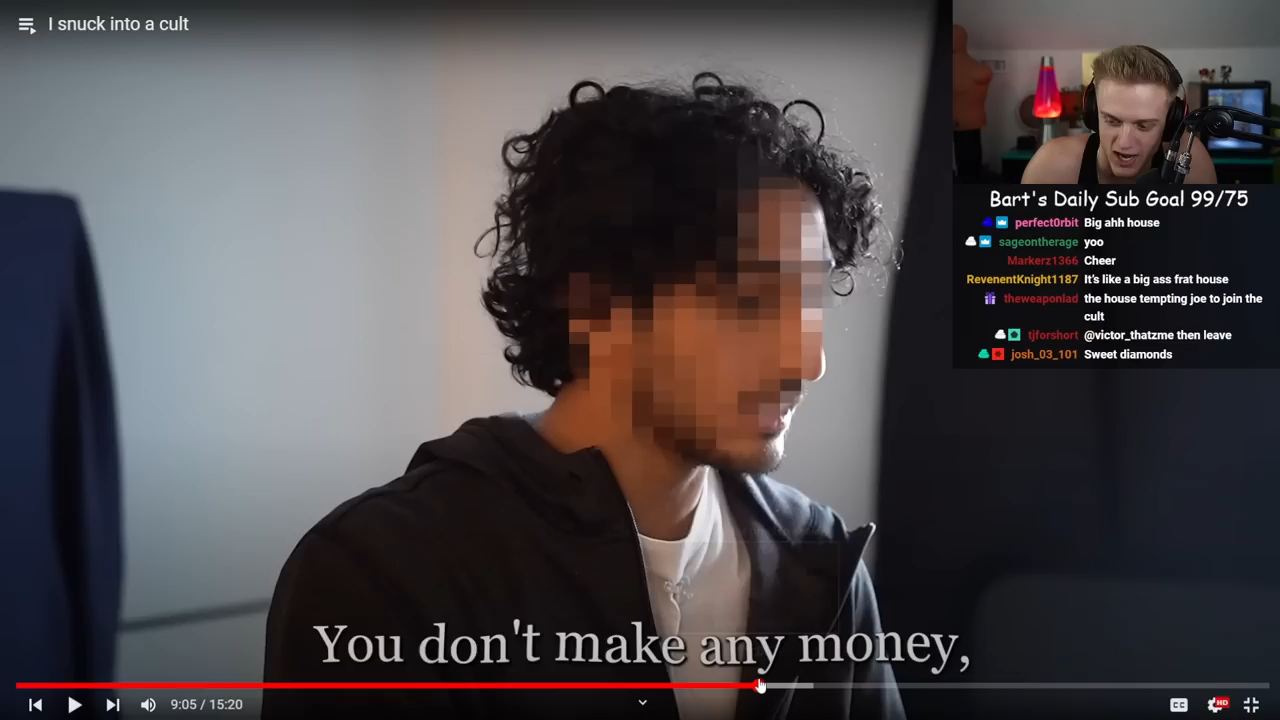 I snuck into a cult
Bart's Daily Sub Goal 99/75
perfect0rbit Big ahh house
sageontherage yoo
Markerz1366 Cheer
RevenentKnight1187 It's like a big ass frat house
theweaponlad the house tempting joe to join the
cult
tjforshort @victor_thatzme then leave
josh_03_101 Sweet diamonds
You don't make any money,
9:05 / 15:20
CC
HD